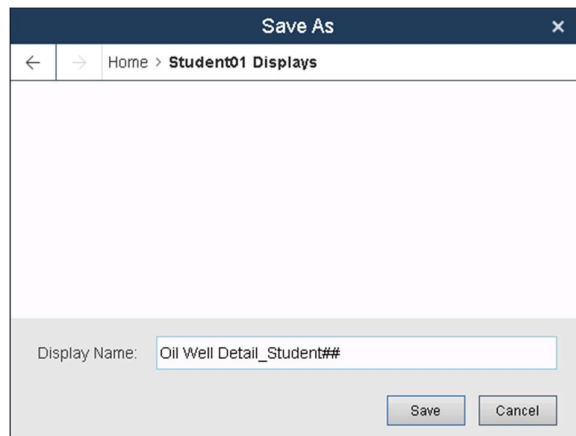 Save As ×
← → Home > Student01 Displays
Display Name: Oil Well Detail_Student##
Save Cancel